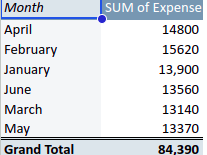 Month SUM of Expense
April 14800
February 15620
January 13,900
June 13560
March 13140
May 13370
Grand Total 84,390